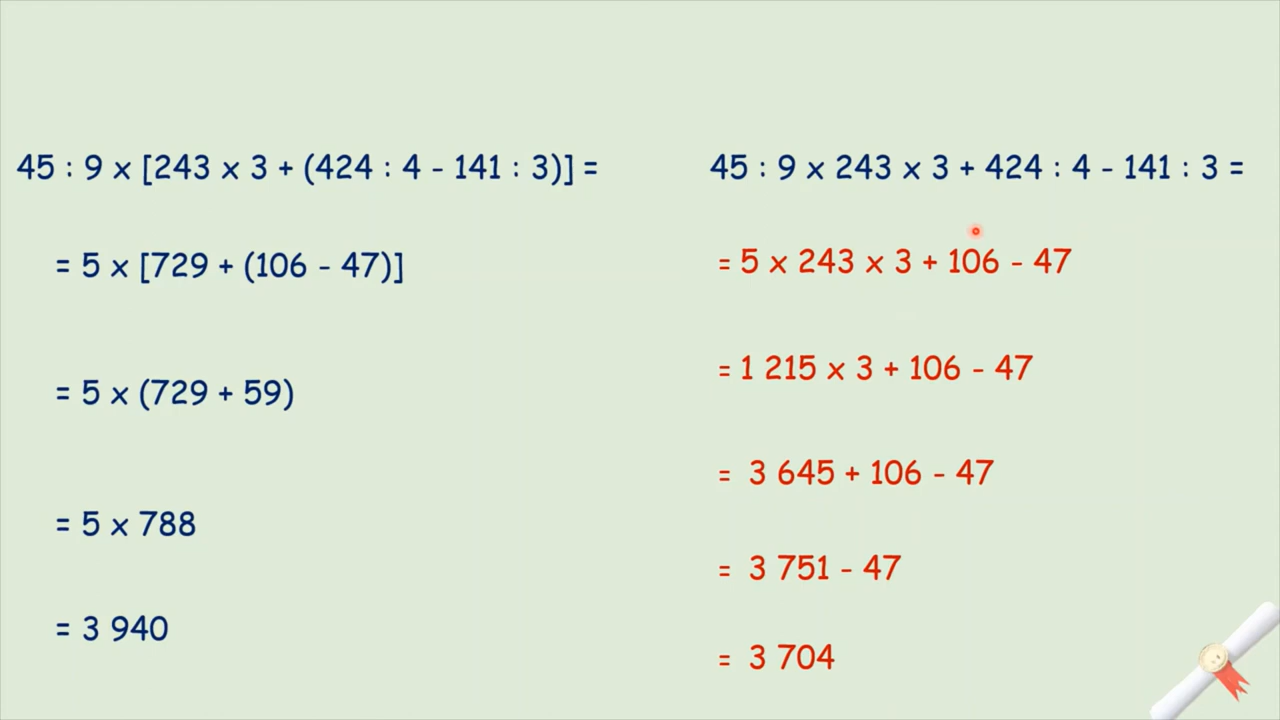 45 : 9 x [243 x 3 + (424 : 4 - 141 : 3)] =
= 5 x [729 + (106 - 47)]
= 5 x (729 + 59)
= 5 x 788
= 3 940
45 : 9 x 243 x 3 + 424 : 4 - 141 : 3 =
= 5 x 243 x 3 + 106 - 47
= 1 215 x 3 + 106 - 47
= 3 645 + 106 - 47
= 3 751 - 47
= 3 704